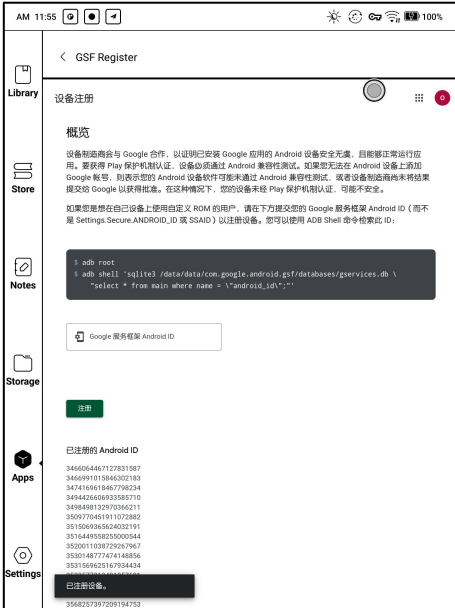 AM 11:55
100%
GSF Register
Library
设备注册
O
概览
设备制造商会与 Google 合作，以证明已安装 Google 应用的 Android 设备安全无虞，且能够正常运行应
用。要获得 Play 保护机制认证，设备必须通过 Android 兼容性测试。如果您无法在 Android 设备上添加
Google 帐号，则表示您的 Android 设备软件可能未通过 Android 兼容性测试，或者设备制造商尚未将结果
提交给 Google 以获得批准。在这种情况下，您的设备未经 Play 保护机制认证，可能不安全。
Store
如果您是想在自己设备上使用自定义 ROM 的用户，请在下方提交您的 Google 服务框架 Android ID（而不
是 Settings.Secure.ANDROID_ID 或 SSAID）以注册设备。您可以使用 ADB Shell 命令检索此 ID：
$ adb root
$ adb shell 'sqlite3 /data/data/com.google.android.gsf/databases/gservices.db \
"select * from main where name = \"android_id\";"'
Notes
Google 服务框架 Android ID
Storage
注册
已注册的 Android ID
Apps
3466064467127831587
3466991015846302183
3474169618467798234
3494426606933585710
3498498132970366211
3509770451911072882
3515069365624032191
3516449558255000544
3520011038729267967
3530148777474148856
3531569625167934434
Settings
已注册设备。
3568257397209194753